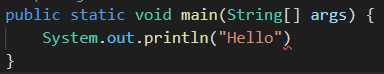 public static void main(String[] args) {
    System.out.println("Hello")
}